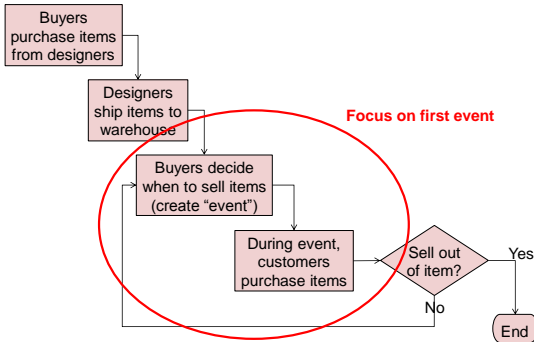 Buyers
purchase items
from designers
Designers
ship items to
warehouse
Focus on first event
Buyers decide
when to sell items
(create “event”)
During event,
customers
purchase items
Sell out
of item?
Yes
No
End